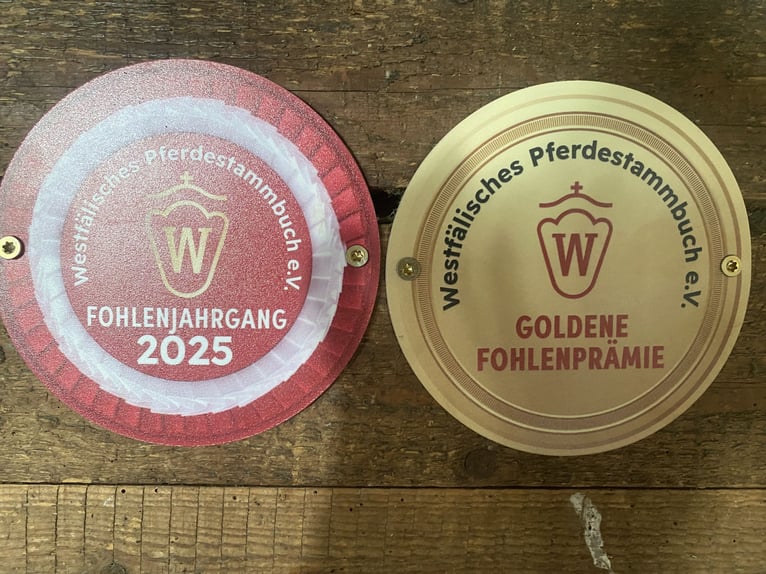 Westfälisches Pferdestammbuch e.V.
W
FOHLENJAHRGANG
2025
Westfälisches Pferdestammbuch e.V.
W
GOLDENE
FOHLENPRÄMIE